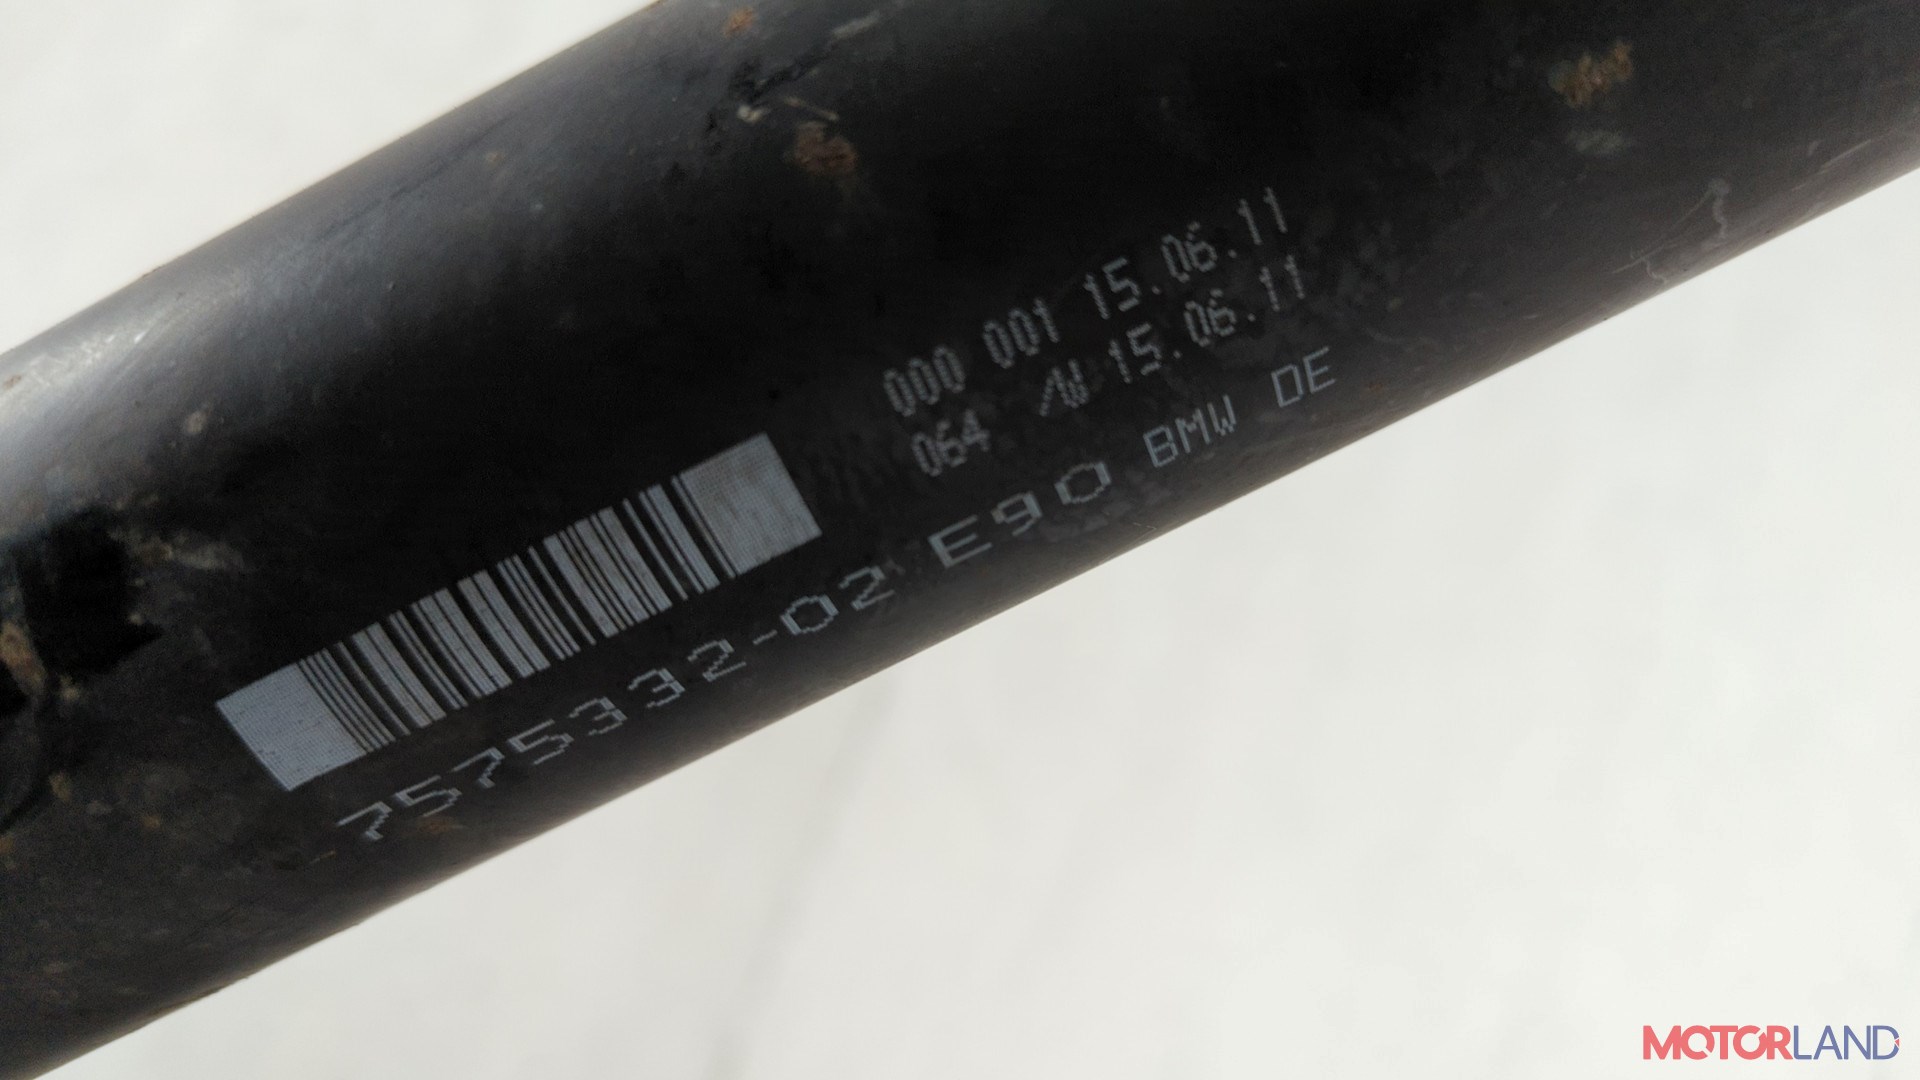 000 001 15.06.11
064 15.06.11
7575332-02 E90 BMW DE
MOTORLAND